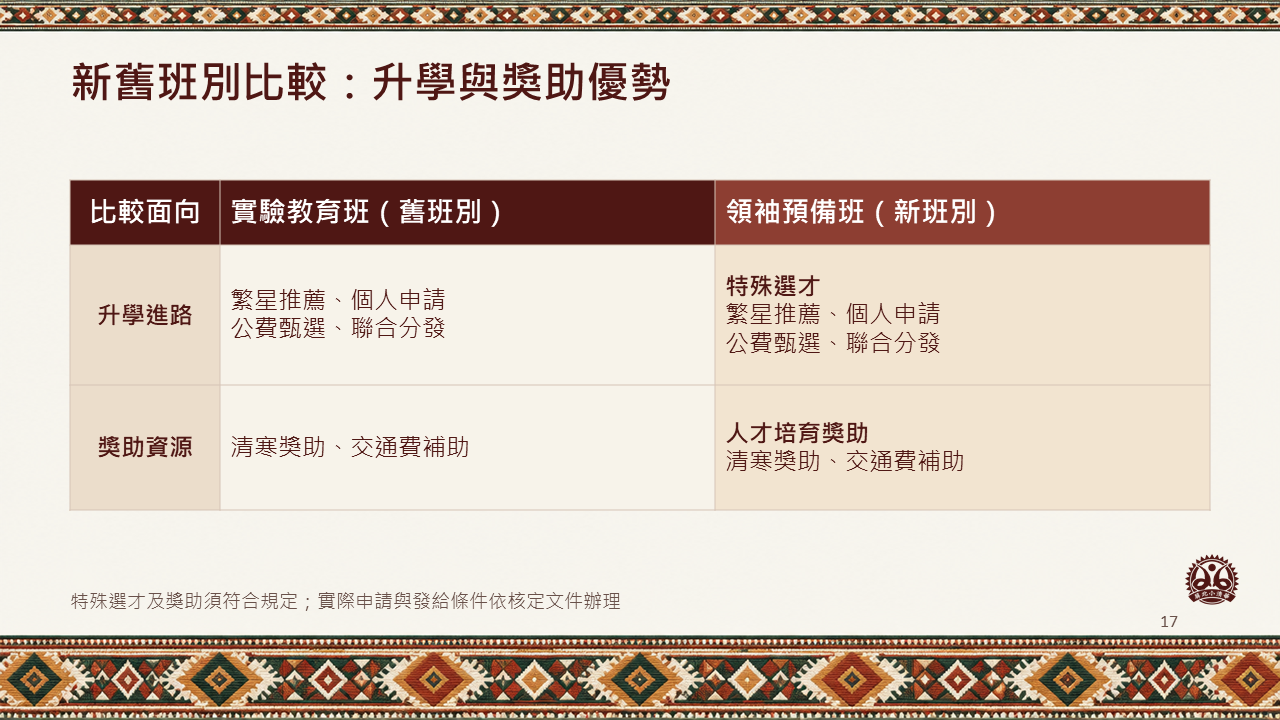 新舊班別比較：升學與獎助優勢
比較面向
實驗教育班（舊班別）
領袖預備班（新班別）
升學進路
繁星推薦、個人申請
公費甄選、聯合分發
特殊選才
繁星推薦、個人申請
公費甄選、聯合分發
獎助資源
清寒獎助、交通費補助
人才培育獎助
清寒獎助、交通費補助
特殊選才及獎助須符合規定；實際申請與發給條件依核定文件辦理
17